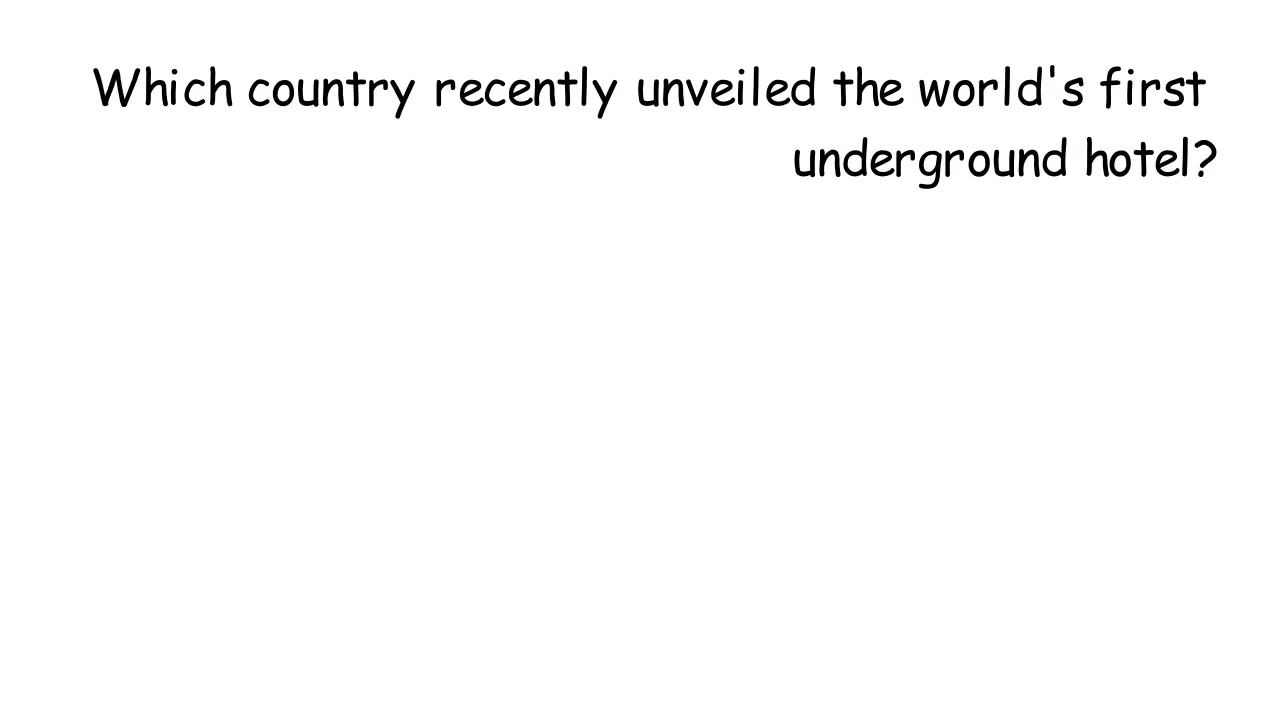 Which country recently unveiled the world's first
underground hotel?